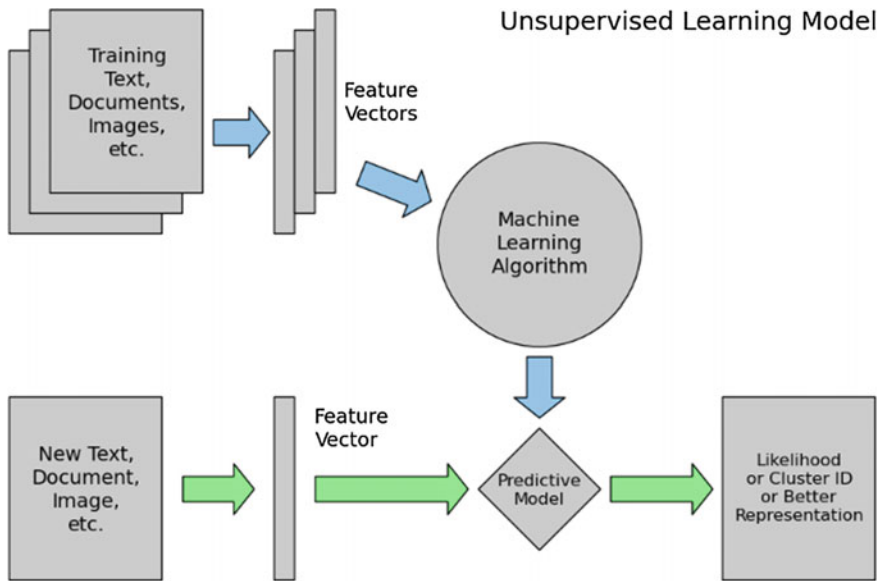 Unsupervised Learning Model
Training
Text,
Documents,
Images,
etc.
Feature
Vectors
Machine
Learning
Algorithm
New Text,
Document,
Image,
etc.
Feature
Vector
Predictive
Model
Likelihood
or Cluster ID
or Better
Representation